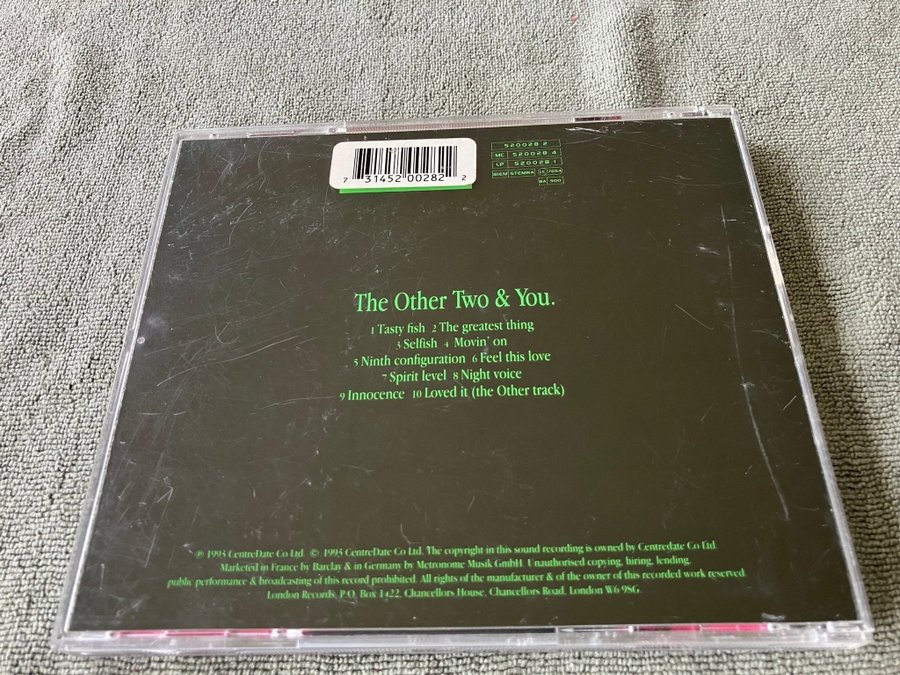 520028 2
MC 520028 4
LP 520028 1
BIEM STEMRA LC 7654
BA 900
7 31452 00282 2
The Other Two & You.
1 Tasty fish 2 The greatest thing
3 Selfish 4 Movin' on
5 Ninth configuration 6 Feel this love
7 Spirit level 8 Night voice
9 Innocence 10 Loved it (the Other track)
℗ 1993 CentreDate Co Ltd. © 1993 CentreDate Co Ltd. The copyright in this sound recording is owned by Centredate Co Ltd.
Marketed in France by Barclay & in Germany by Metronome Musik GmbH. Unauthorised copying, hiring, lending,
public performance & broadcasting of this record prohibited. All rights of the manufacturer & of the owner of this recorded work reserved.
London Records, P.O. Box 1422, Chancellors House, Chancellors Road, London W6 9SG.